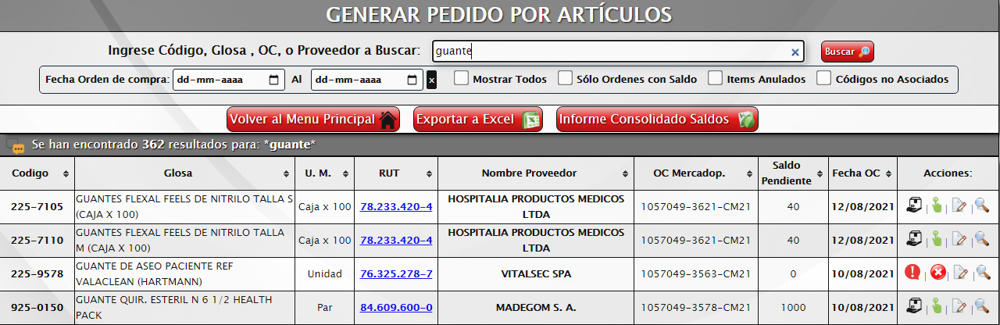 GENERAR PEDIDO POR ARTÍCULOS
Ingrese Código, Glosa , OC, o Proveedor a Buscar: guante × Buscar
Fecha Orden de compra: dd-mm-aaaa Al dd-mm-aaaa x Mostrar Todos Sólo Ordenes con Saldo Items Anulados Códigos no Asociados
Volver al Menu Principal Exportar a Excel Informe Consolidado Saldos
Se han encontrado 362 resultados para: *guante*
Codigo Glosa U. M. RUT Nombre Proveedor OC Mercadop. Saldo Pendiente Fecha OC Acciones:
225-7105 GUANTES FLEXAL FEELS DE NITRILO TALLA S (CAJA X 100) Caja x 100 78.233.420-4 HOSPITALIA PRODUCTOS MEDICOS LTDA 1057049-3621-CM21 40 12/08/2021 | | |
225-7110 GUANTES FLEXAL FEELS DE NITRILO TALLA M (CAJA X 100) Caja x 100 78.233.420-4 HOSPITALIA PRODUCTOS MEDICOS LTDA 1057049-3621-CM21 40 12/08/2021 | | |
225-9578 GUANTE DE ASEO PACIENTE REF VALACLEAN (HARTMANN) Unidad 76.325.278-7 VITALSEC SPA 1057049-3563-CM21 0 10/08/2021 | | |
925-0150 GUANTE QUIR. ESTERIL N 6 1/2 HEALTH PACK Par 84.609.600-0 MADEGOM S. A. 1057049-3578-CM21 1000 10/08/2021 | | |